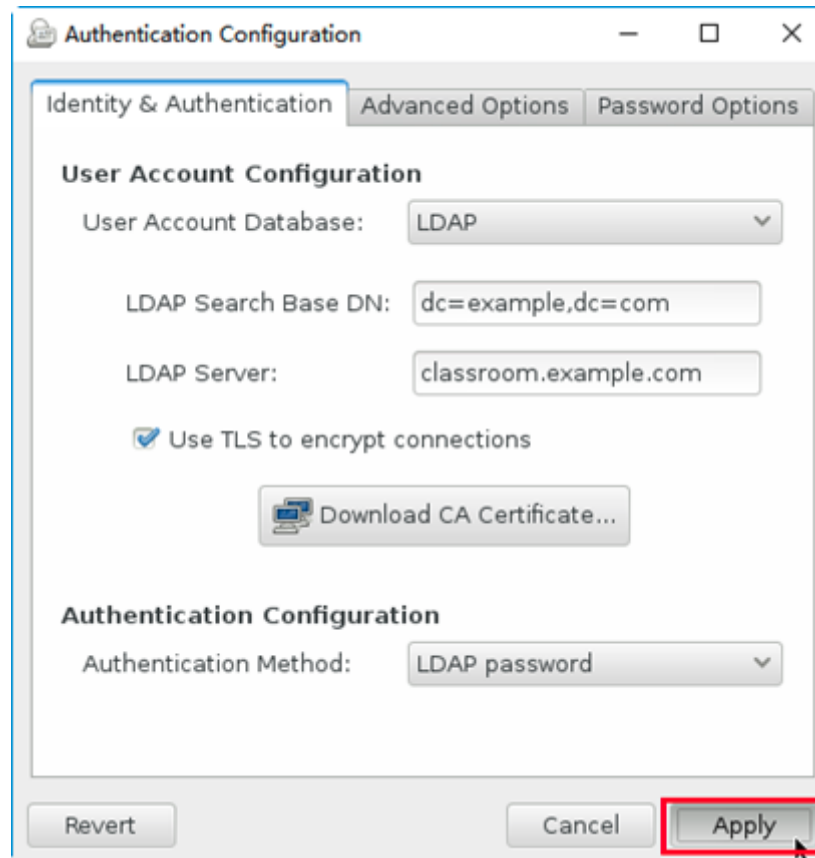 Authentication Configuration
Identity & Authentication Advanced Options Password Options
User Account Configuration
User Account Database: LDAP
LDAP Search Base DN: dc=example,dc=com
LDAP Server: classroom.example.com
Use TLS to encrypt connections
Download CA Certificate...
Authentication Configuration
Authentication Method: LDAP password
Revert Cancel Apply